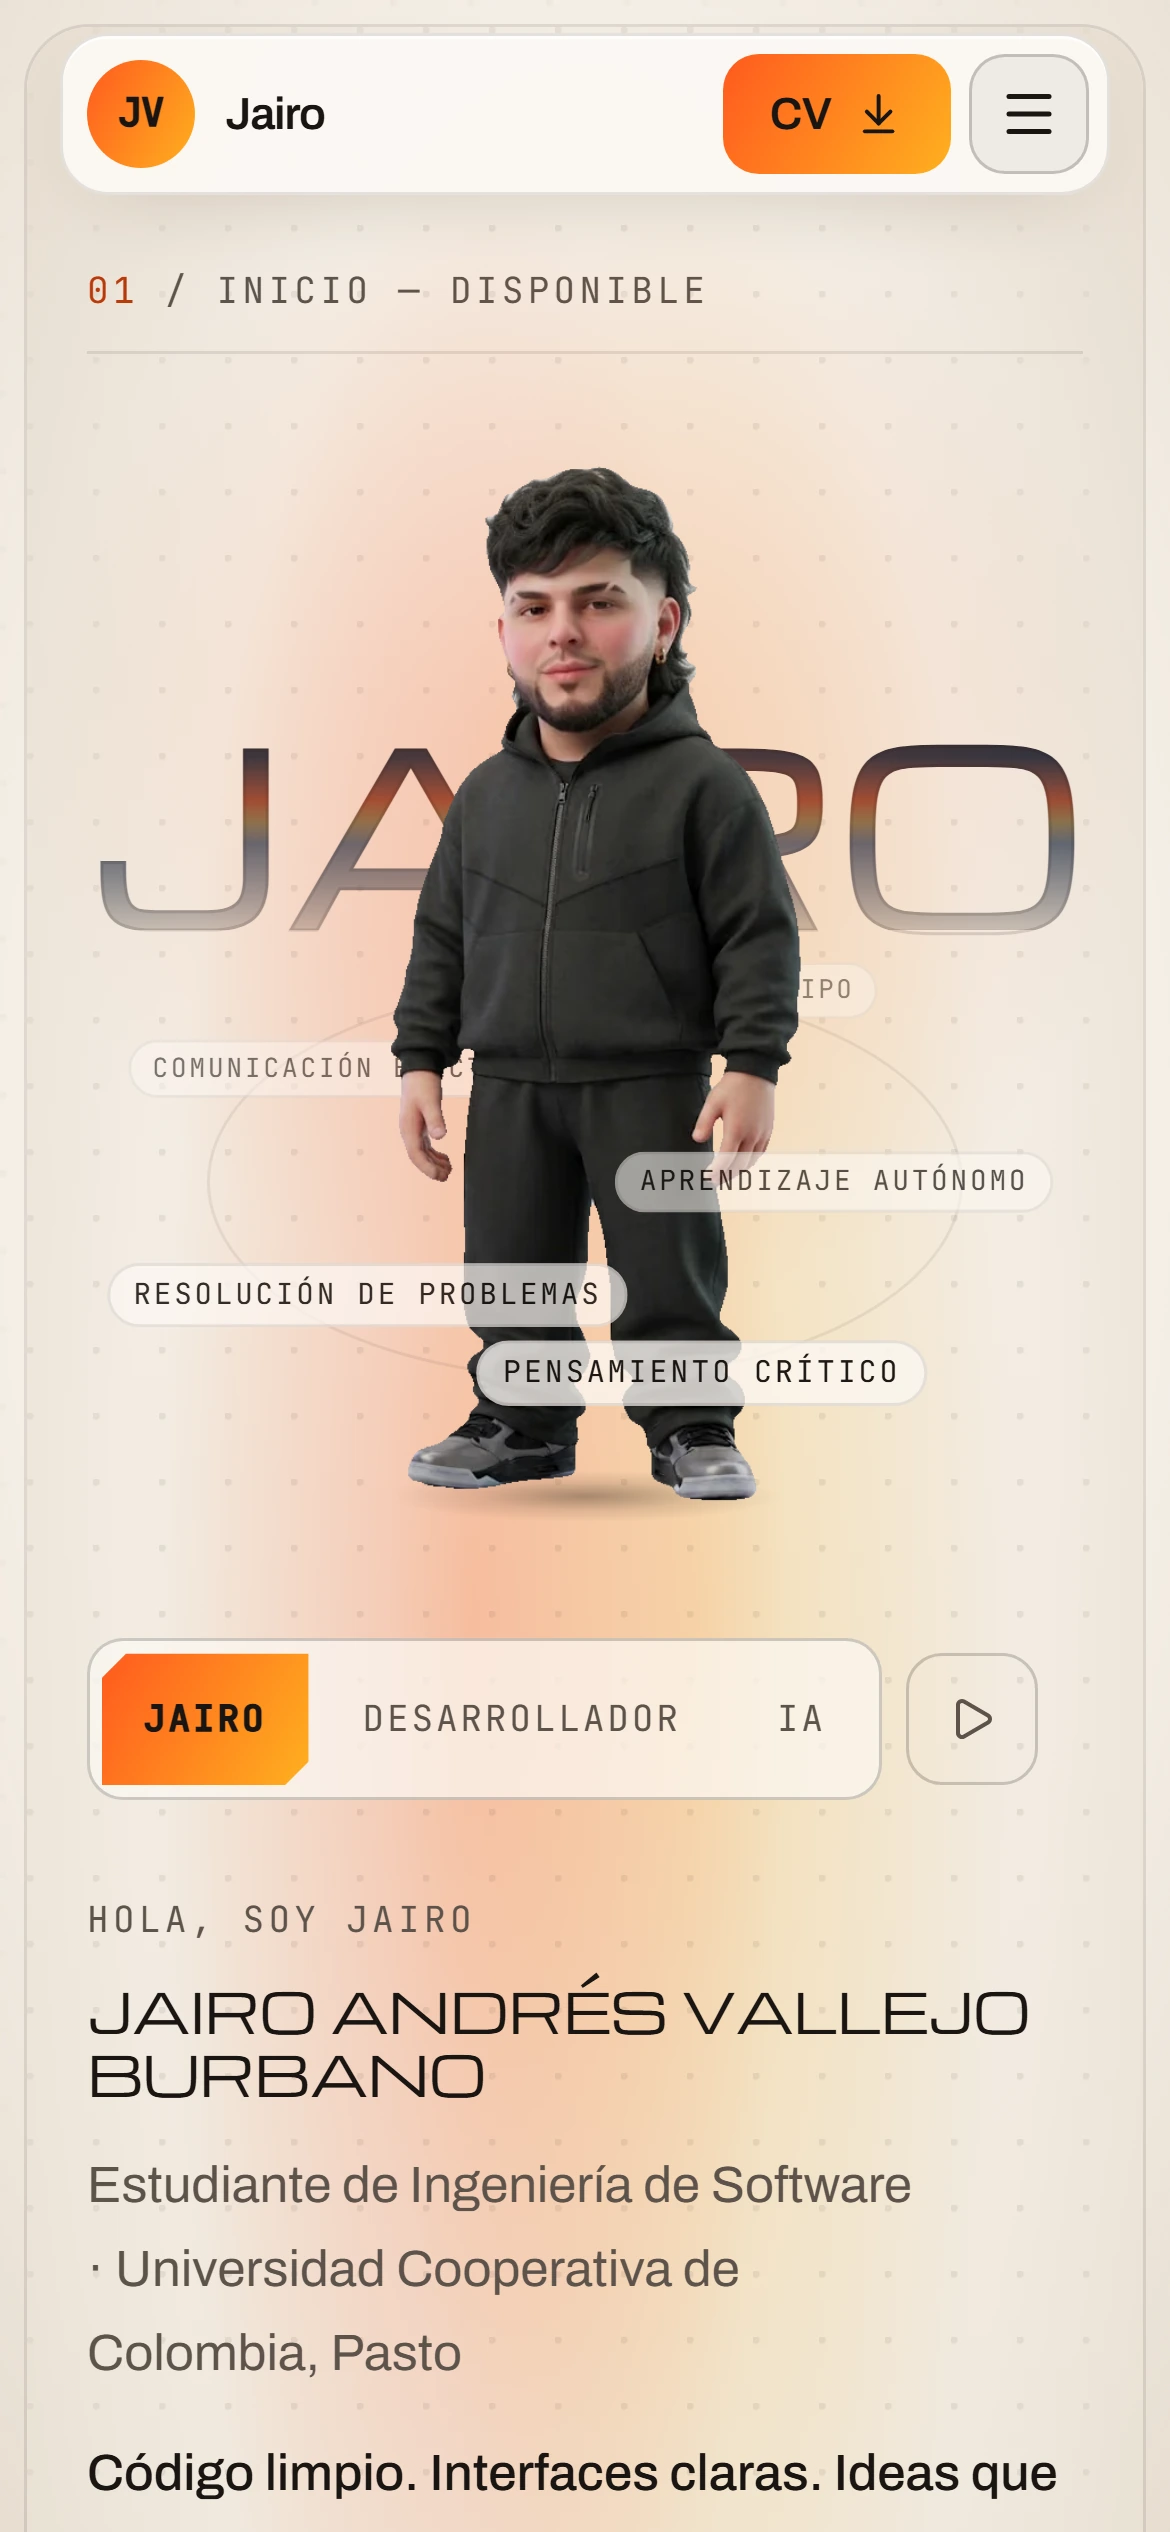 JV Jairo CV
01 / INICIO — DISPONIBLE
JA RO
IPO
COMUNICACIÓN
APRENDIZAJE AUTÓNOMO
RESOLUCIÓN DE PROBLEMAS
PENSAMIENTO CRÍTICO
JAIRO DESARROLLADOR IA
HOLA, SOY JAIRO
JAIRO ANDRÉS VALLEJO
BURBANO
Estudiante de Ingeniería de Software
· Universidad Cooperativa de
Colombia, Pasto
Código limpio. Interfaces claras. Ideas que